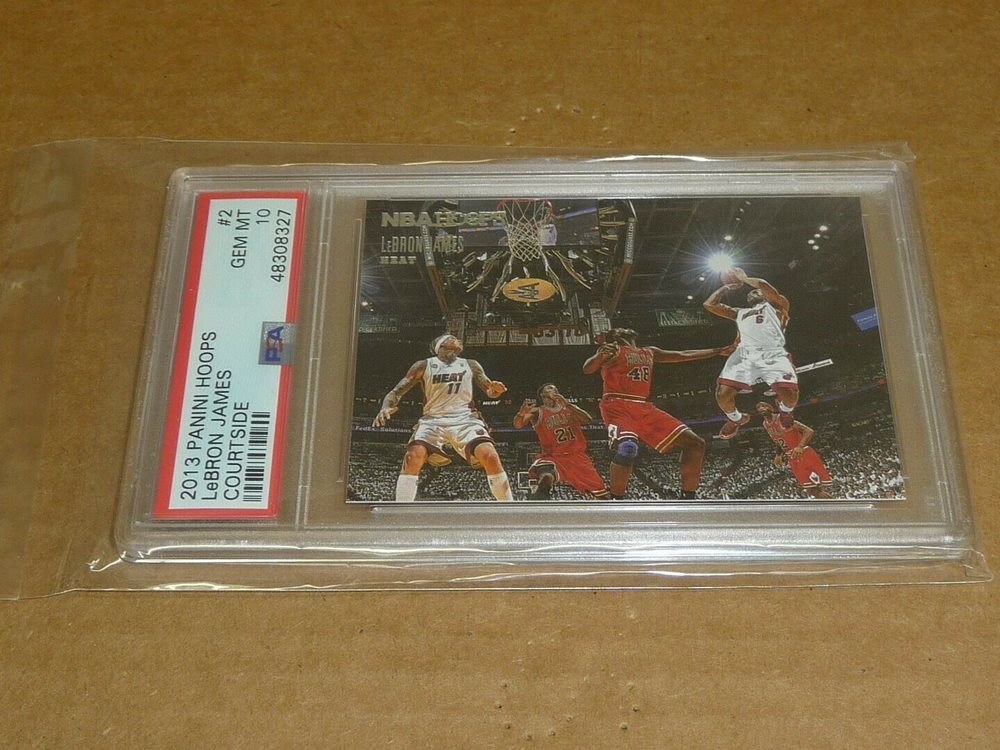 2013 PANINI HOOPS
LeBRON JAMES
COURTSIDE
#2
GEM MT
10
48308327
PSA
NBA HOOPS
LeBRON JAMES
HEAT
HEAT
11
BULLS
21
48
6